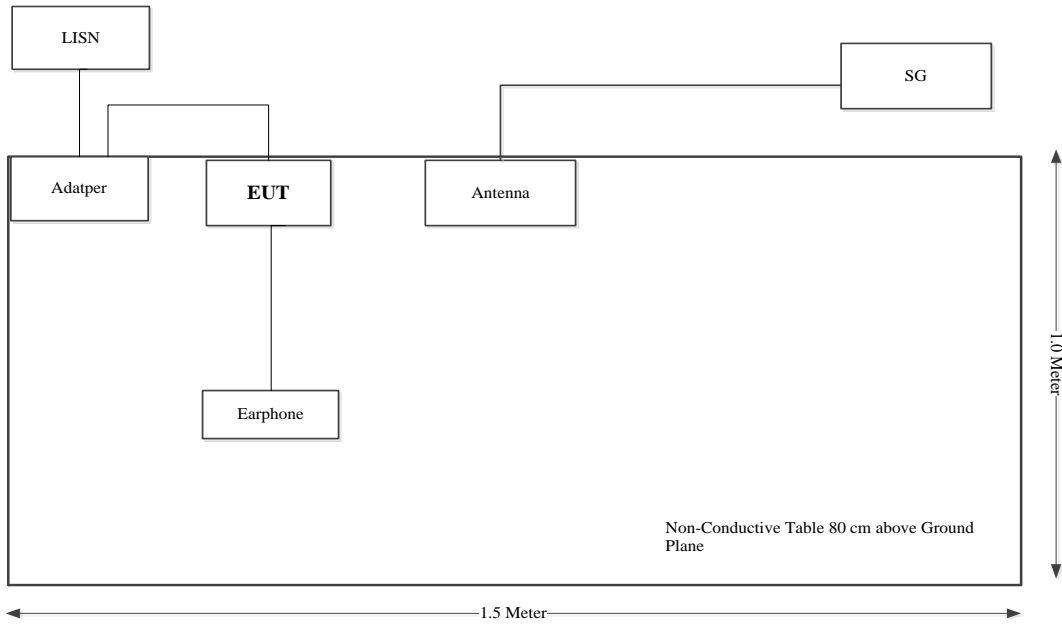 LISN
SG
Adatper
EUT
Antenna
Earphone
1.0 Meter
Non-Conductive Table 80 cm above Ground
Plane
1.5 Meter